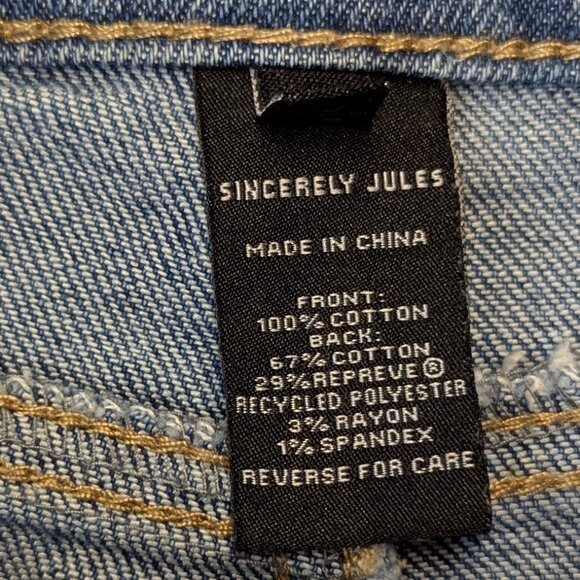 SINCERELY JULES
MADE IN CHINA
FRONT:
100% COTTON
BACK:
67% COTTON
29% REPREVE®
RECYCLED POLYESTER
3% RAYON
1% SPANDEX
REVERSE FOR CARE